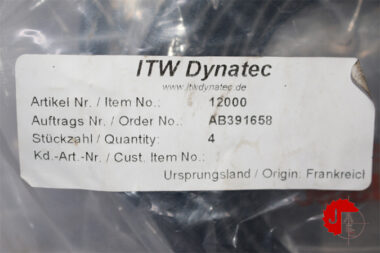 ITW Dynatec
www.itwdynatec.de
Artikel Nr. / Item No.: 12000
Auftrags Nr. / Order No.: AB391658
Stückzahl / Quantity: 4
Kd.-Art.-Nr. / Cust. Item No.:
Ursprungsland / Origin: Frankreich